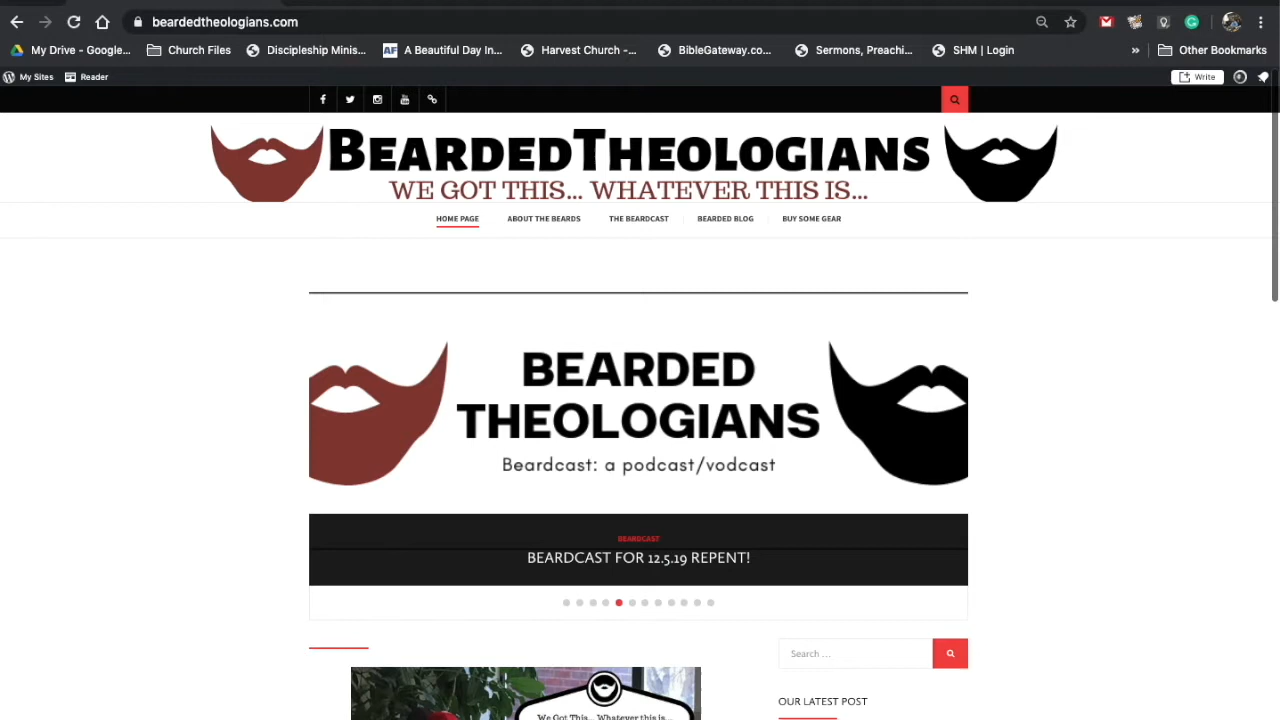 beardedtheologians.com
My Drive - Google... Church Files Discipleship Minis... AF A Beautiful Day In... Harvest Church -... BibleGateway.co... Sermons, Preachi... SHM | Login » Other Bookmarks
My Sites Reader Write
BEARDEDTHEOLOGIANS
WE GOT THIS... WHATEVER THIS IS...
HOME PAGE ABOUT THE BEARDS THE BEARDCAST BEARDED BLOG BUY SOME GEAR
BEARDED
THEOLOGIANS
Beardcast: a podcast/vodcast
BEARDCAST
BEARDCAST FOR 12.5.19 REPENT!
Search ...
OUR LATEST POST
We Got This... Whatever this is...